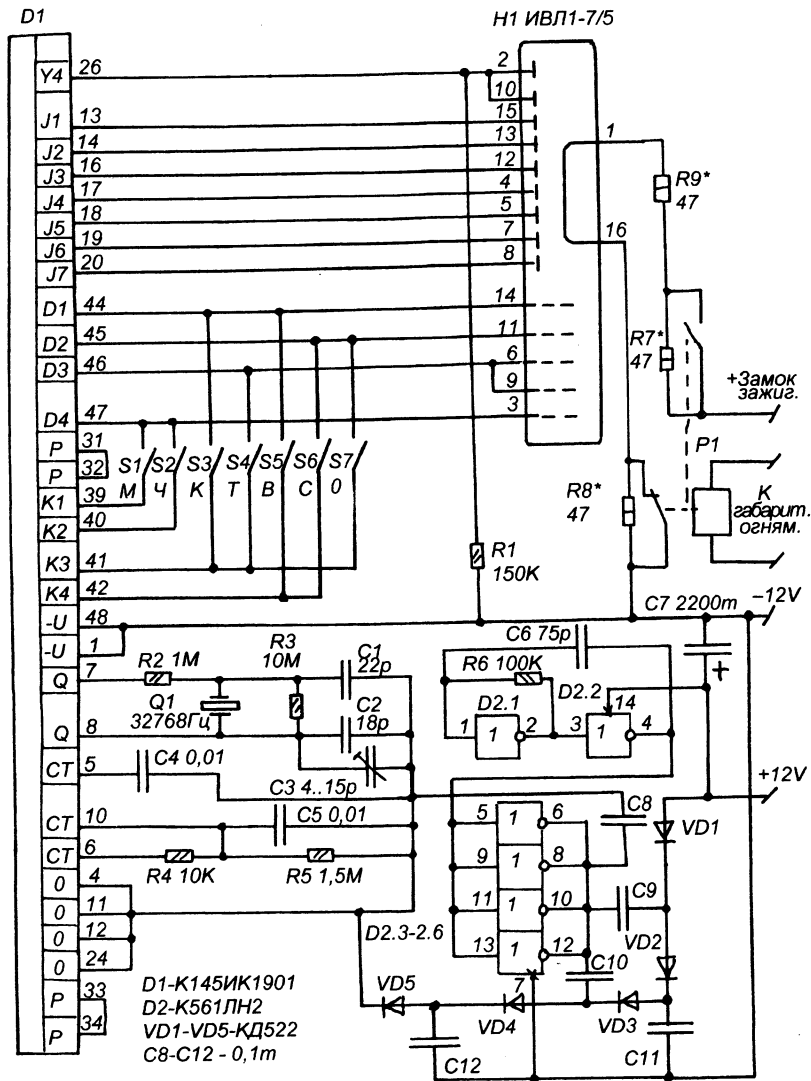 D1
H1 ИВЛ1-7/5
Y4 26 2
10
J1 13 15
J2 14 13
J3 16 12
J4 17 4
J5 18 5
J6 19 7
J7 20 8
1
16
R9*
47
D1 44 14
D2 45 11
D3 46 6
9
D4 47 3
R7*
47
+Замок
зажиг.
P1
К
габарит.
огням.
R8*
47
P 31
P 32
K1 39
K2 40
K3 41
K4 42
S1 S2 S3 S4 S5 S6 S7
М Ч К Т В С 0
R1
150K
-U 48
-U 1
C7 2200m
−12V
+
Q 7
R2 1M
R3
10M
C1
22p
Q1
32768Гц
C2
18p
Q 8
C6 75p
R6 100K
D2.1
D2.2
14
1 1 2 3 1 4
СТ 5
C4 0,01
C3 4..15p
+12V
СТ 10
C5 0,01
СТ 6
R4 10K
R5 1,5M
0 4
0 11
0 12
0 24
P 33
P 34
5 1 6
9 1 8
11 1 10
13 1 12
7
D2.3-2.6
C8
VD1
C9
VD2
C10
VD5
VD4
VD3
C12
C11
D1-К145ИК1901
D2-К561ЛН2
VD1-VD5-КД522
C8-C12 - 0,1m